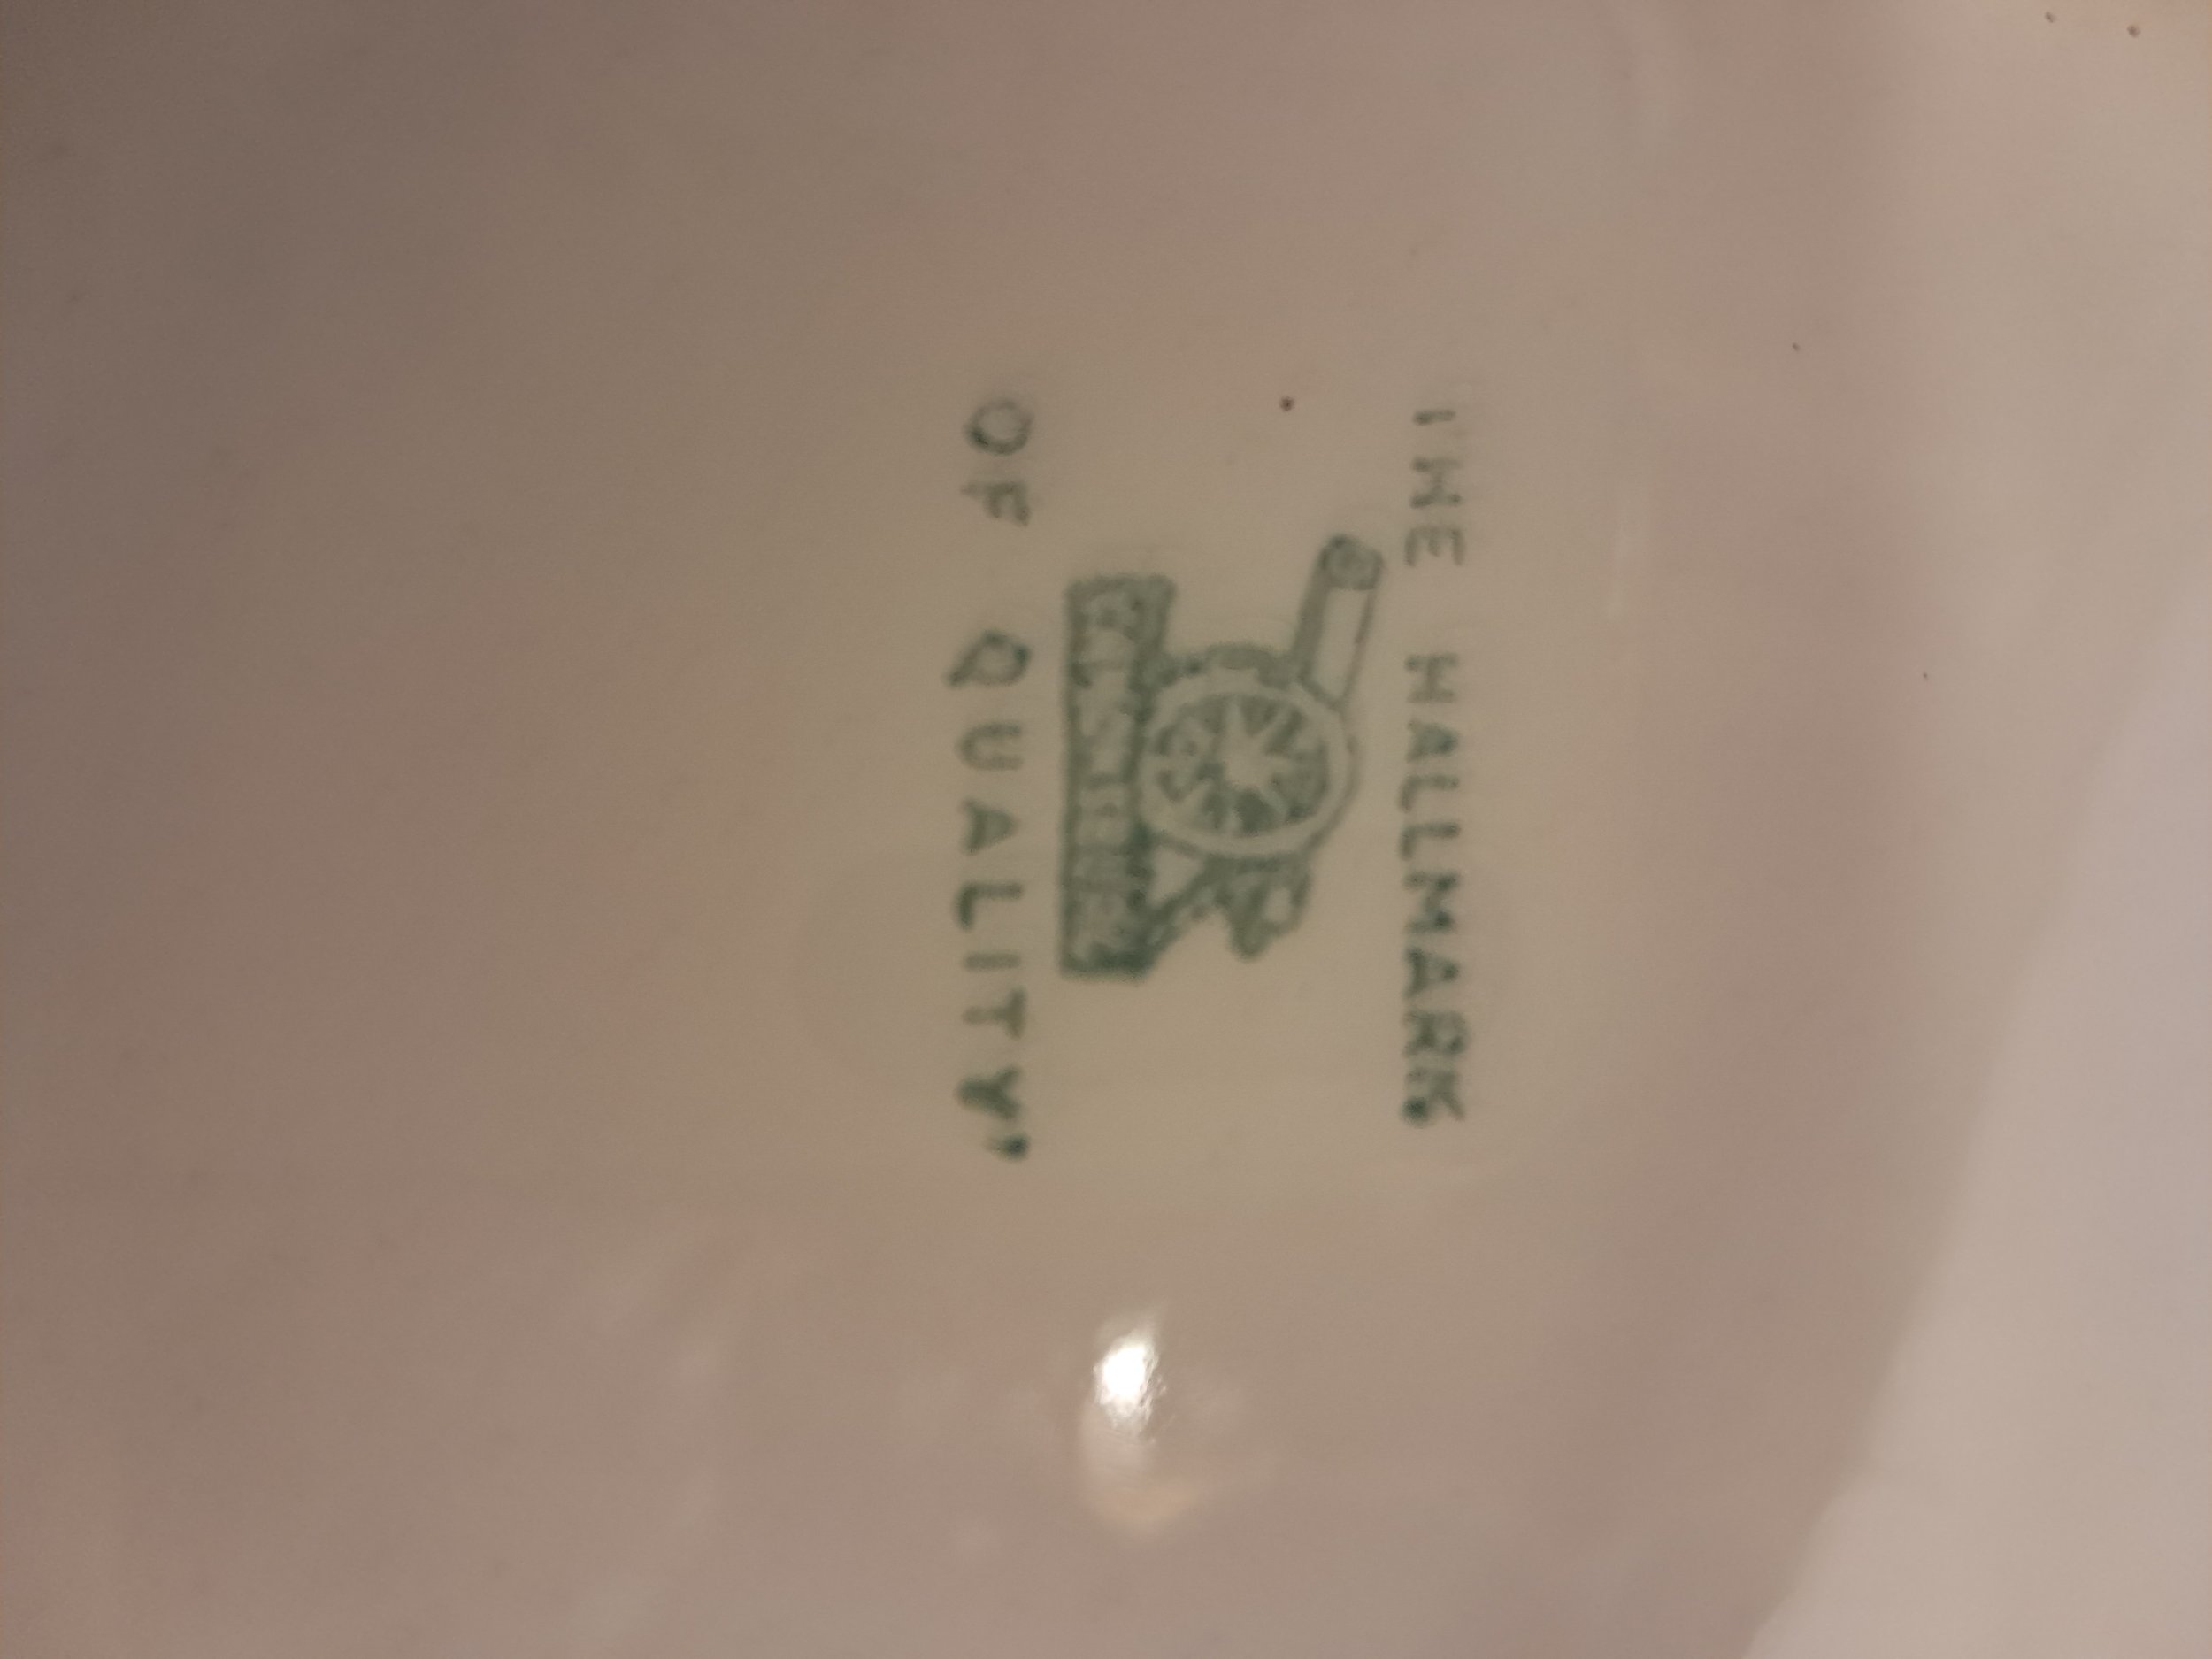 THE HALLMARK
OF QUALITY"